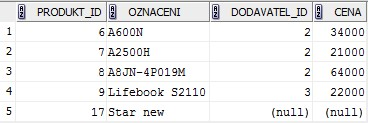 PRODUKT_ID OZNACENI DODAVATEL_ID CENA
1 6 A600N 2 34000
2 7 A2500H 2 21000
3 8 A8JN-4P019M 2 64000
4 9 Lifebook S2110 3 22000
5 17 Star new (null) (null)